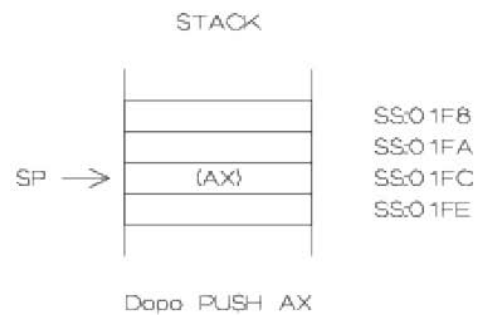 STACK
SS:01F8
SS:01FA
SP (AX) SS:01FC
SS:01FE
Dopo PUSH AX